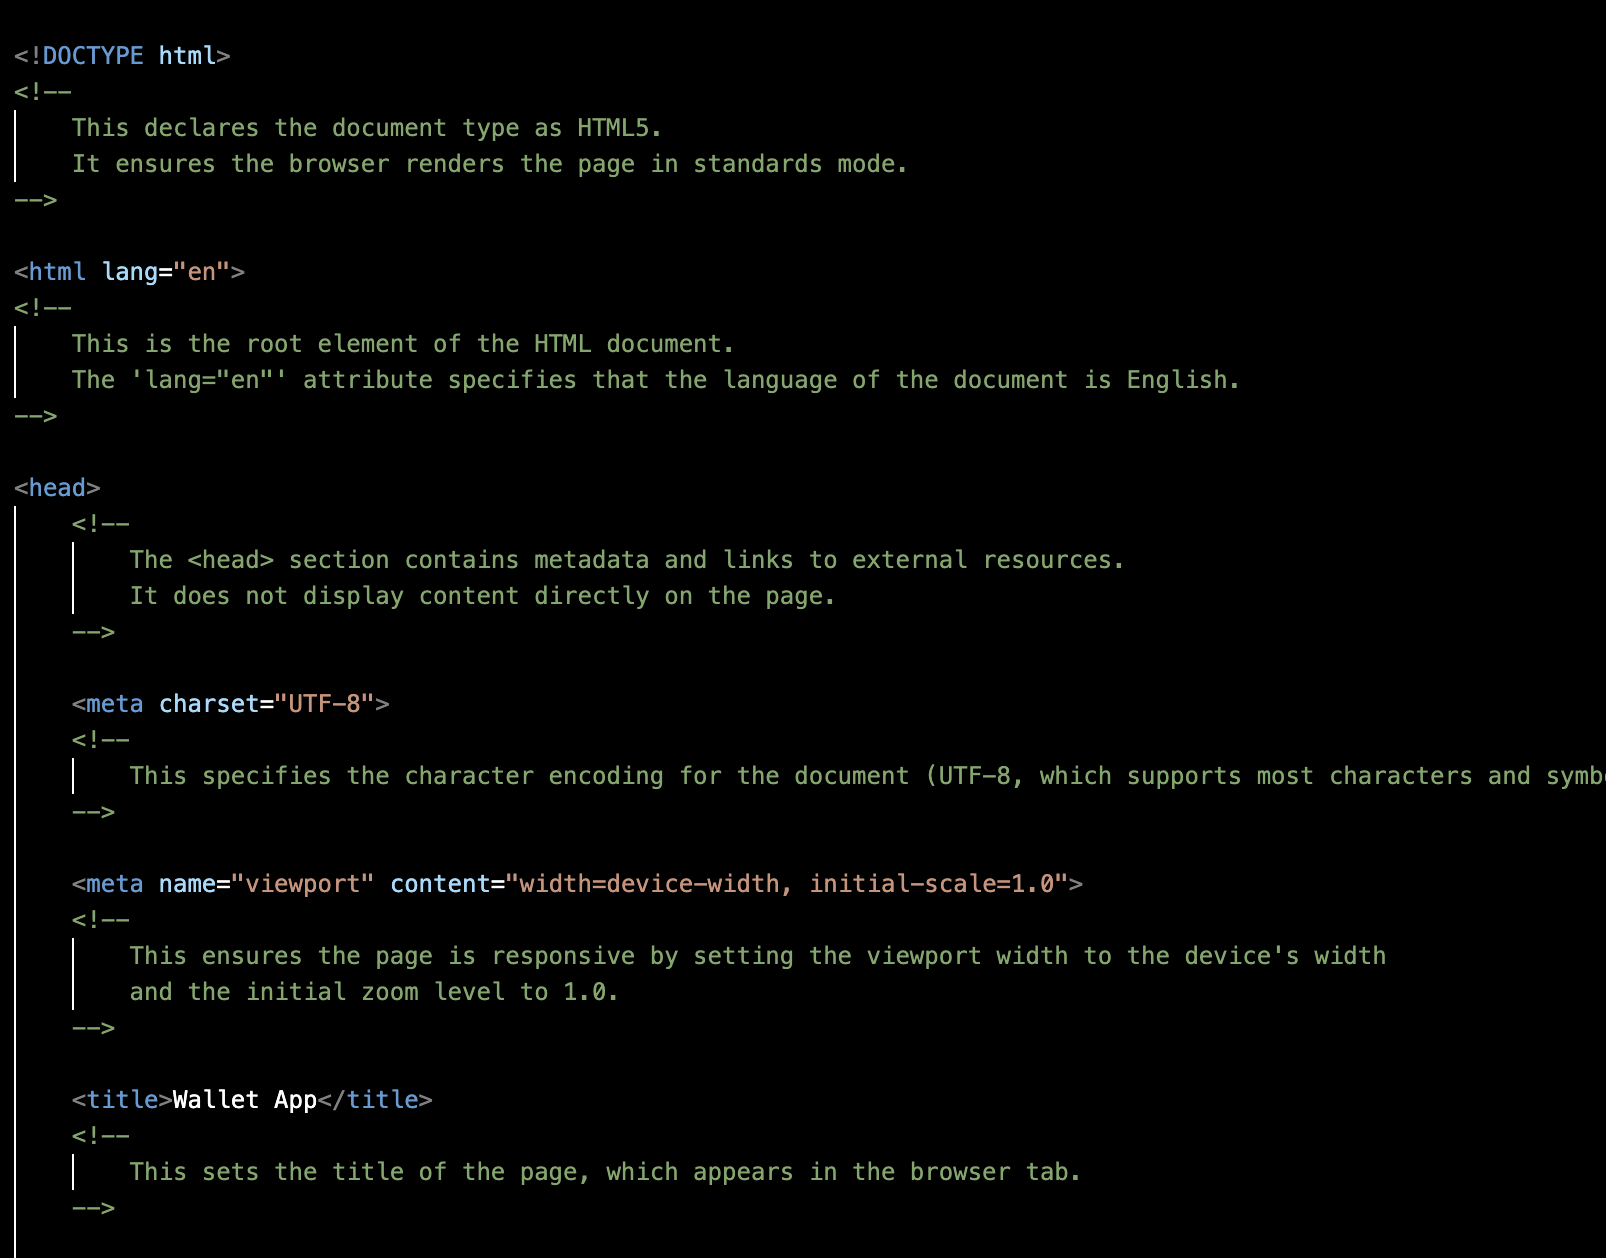 <!DOCTYPE html>
<!--
    This declares the document type as HTML5.
    It ensures the browser renders the page in standards mode.
-->

<html lang="en">
<!--
    This is the root element of the HTML document.
    The 'lang="en"' attribute specifies that the language of the document is English.
-->

<head>
    <!--
        The <head> section contains metadata and links to external resources.
        It does not display content directly on the page.
    -->

    <meta charset="UTF-8">
    <!--
        This specifies the character encoding for the document (UTF-8, which supports most characters and
    -->

    <meta name="viewport" content="width=device-width, initial-scale=1.0">
    <!--
        This ensures the page is responsive by setting the viewport width to the device's width
        and the initial zoom level to 1.0.
    -->

    <title>Wallet App</title>
    <!--
        This sets the title of the page, which appears in the browser tab.
    -->